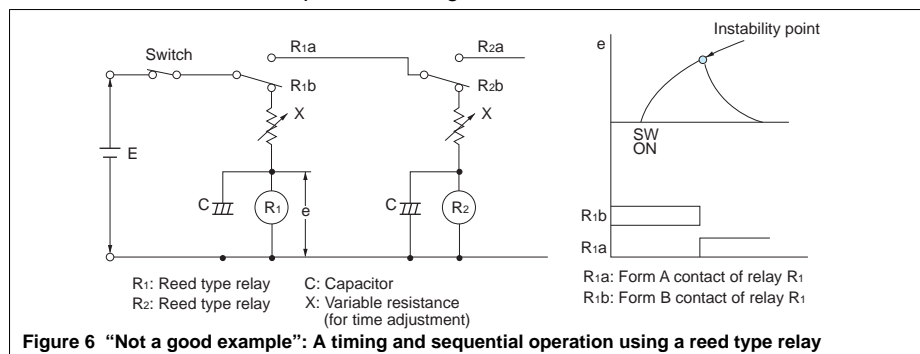 Switch
R1a
R1b
X
E
C
R1
e
R2a
R2b
X
C
R2
R1: Reed type relay
R2: Reed type relay
C: Capacitor
X: Variable resistance
(for time adjustment)
e
Instability point
SW
ON
R1b
R1a
R1a: Form A contact of relay R1
R1b: Form B contact of relay R1
Figure 6 “Not a good example”: A timing and sequential operation using a reed type relay